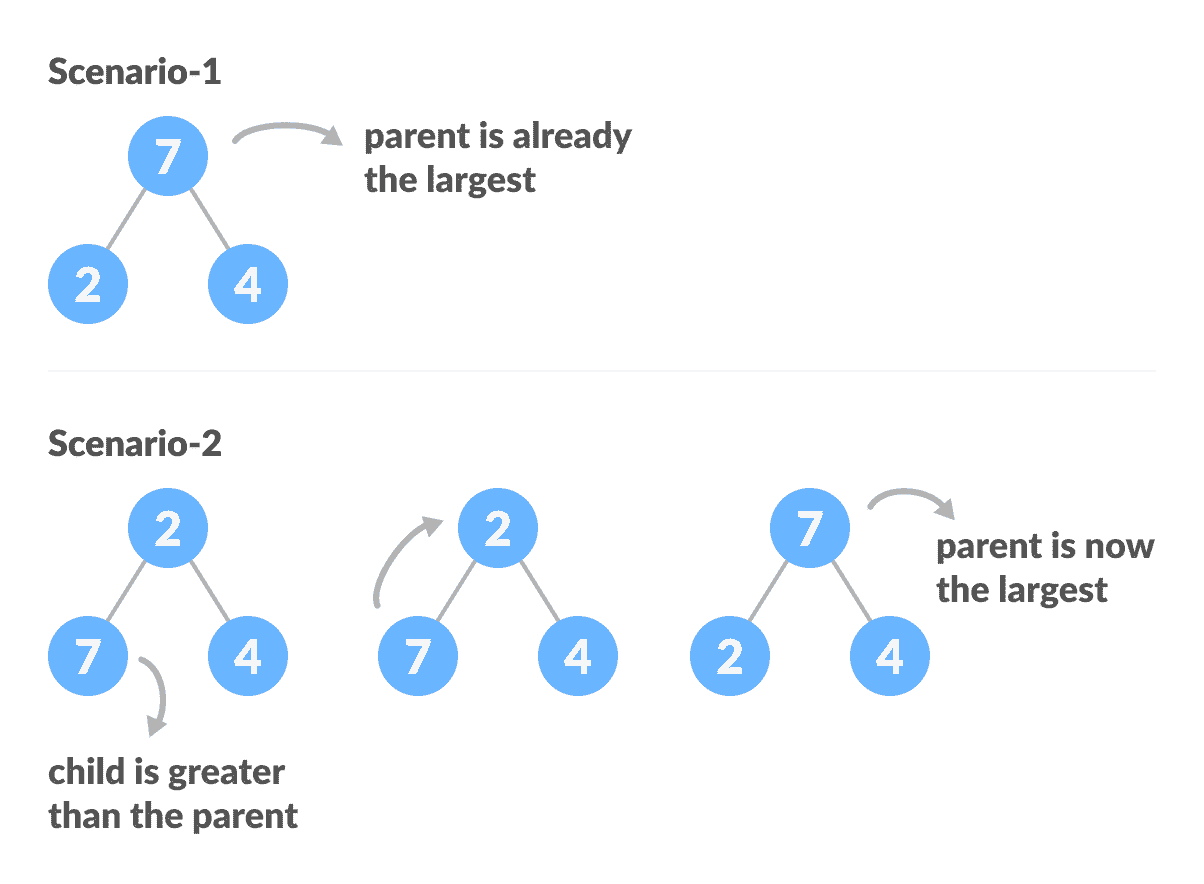 Scenario-1
7
parent is already
the largest
2 4
Scenario-2
2 2 7
parent is now
the largest
7 4 7 4 2 4
child is greater
than the parent